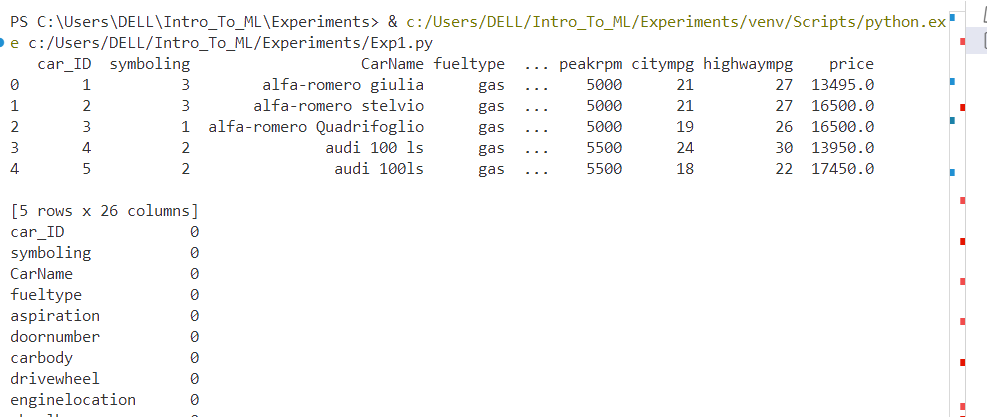 PS C:\Users\DELL\Intro_To_ML\Experiments> & c:/Users/DELL/Intro_To_ML/Experiments/venv/Scripts/python.ex
e c:/Users/DELL/Intro_To_ML/Experiments/Exp1.py
car_ID symboling CarName fueltype ... peakrpm citympg highwaympg price
0 1 3 alfa-romero giulia gas ... 5000 21 27 13495.0
1 2 3 alfa-romero stelvio gas ... 5000 21 27 16500.0
2 3 1 alfa-romero Quadrifoglio gas ... 5000 19 26 16500.0
3 4 2 audi 100 ls gas ... 5500 24 30 13950.0
4 5 2 audi 100ls gas ... 5500 18 22 17450.0
[5 rows x 26 columns]
car_ID 0
symboling 0
CarName 0
fueltype 0
aspiration 0
doornumber 0
carbody 0
drivewheel 0
enginelocation 0